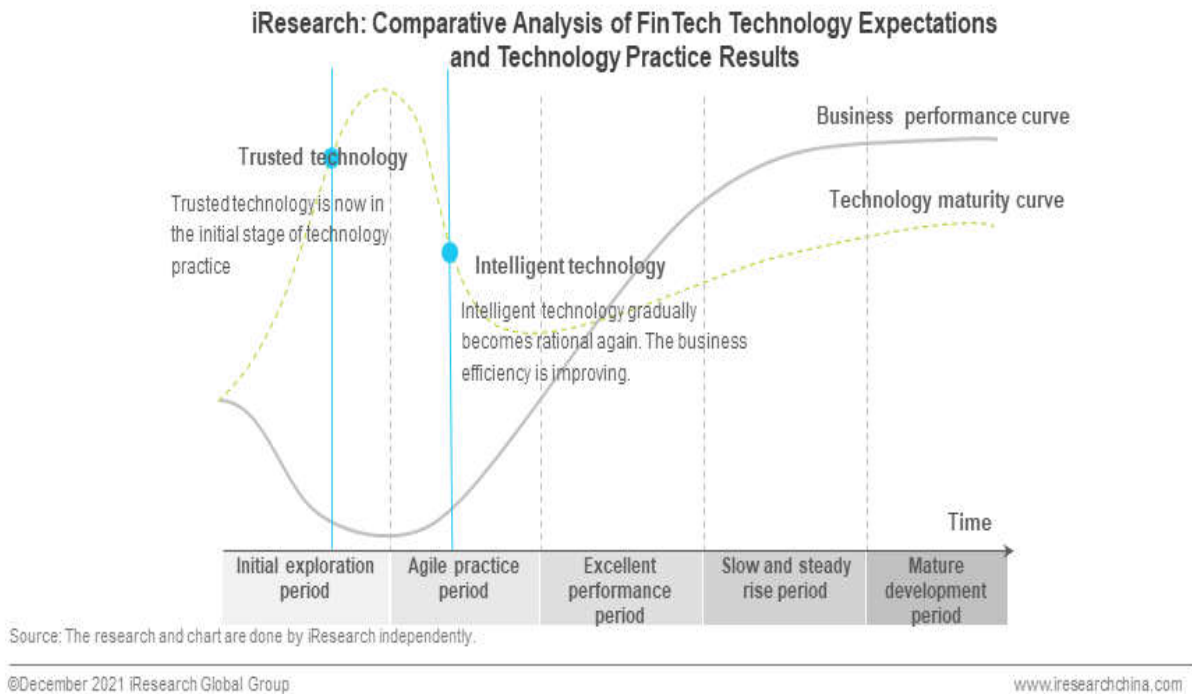 iResearch: Comparative Analysis of FinTech Technology Expectations
and Technology Practice Results
Business performance curve
Trusted technology
Trusted technology is now in
the initial stage of technology
practice
Technology maturity curve
Intelligent technology
Intelligent technology gradually
becomes rational again. The business
efficiency is improving.
Time
Initial exploration
period
Agile practice
period
Excellent
performance
period
Slow and steady
rise period
Mature
development
period
Source: The research and chart are done by iResearch independently.
©December 2021 iResearch Global Group
www.iresearchchina.com